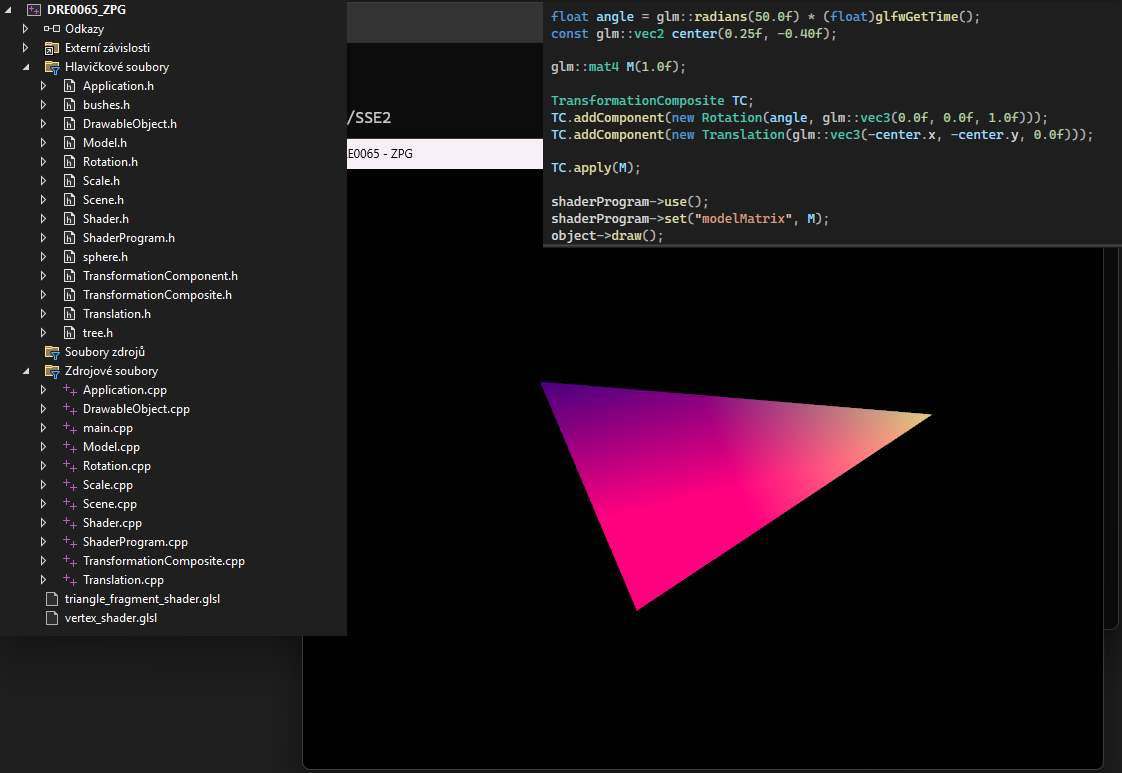 DRE0065_ZPG
Odkazy
Externí závislosti
Hlavičkové soubory
Application.h
bushes.h
DrawableObject.h
Model.h
Rotation.h
Scale.h
Scene.h
Shader.h
ShaderProgram.h
sphere.h
TransformationComponent.h
TransformationComposite.h
Translation.h
tree.h
Soubory zdrojů
Zdrojové soubory
Application.cpp
DrawableObject.cpp
main.cpp
Model.cpp
Rotation.cpp
Scale.cpp
Scene.cpp
Shader.cpp
ShaderProgram.cpp
TransformationComposite.cpp
Translation.cpp
triangle_fragment_shader.glsl
vertex_shader.glsl
/SSE2
E0065 - ZPG
float angle = glm::radians(50.0f) * (float)glfwGetTime();
const glm::vec2 center(0.25f, -0.40f);
glm::mat4 M(1.0f);
TransformationComposite TC;
TC.addComponent(new Rotation(angle, glm::vec3(0.0f, 0.0f, 1.0f)));
TC.addComponent(new Translation(glm::vec3(-center.x, -center.y, 0.0f)));
TC.apply(M);
shaderProgram->use();
shaderProgram->set("modelMatrix", M);
object->draw();